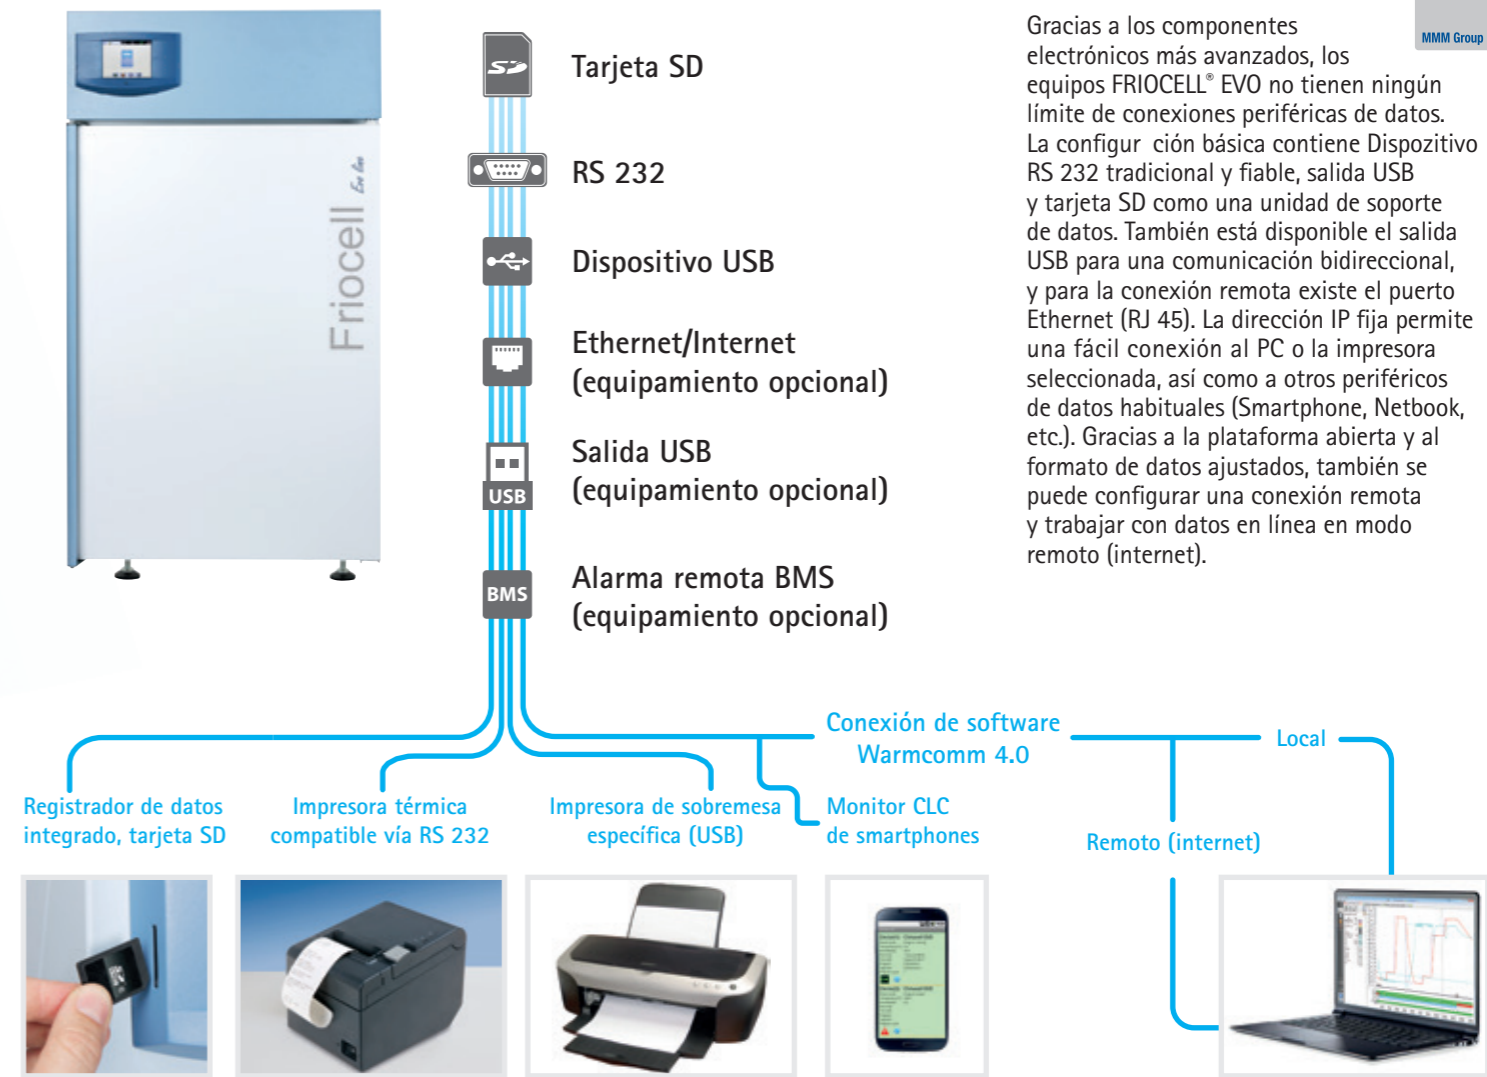 Friocell Evo line
SD
Tarjeta SD
RS 232
Dispositivo USB
Ethernet/Internet
(equipamiento opcional)
USB
Salida USB
(equipamiento opcional)
BMS
Alarma remota BMS
(equipamiento opcional)
MMM Group
Gracias a los componentes
electrónicos más avanzados, los
equipos FRIOCELL® EVO no tienen ningún
límite de conexiones periféricas de datos.
La configur ción básica contiene Dispozitivo
RS 232 tradicional y fiable, salida USB
y tarjeta SD como una unidad de soporte
de datos. También está disponible el salida
USB para una comunicación bidireccional,
y para la conexión remota existe el puerto
Ethernet (RJ 45). La dirección IP fija permite
una fácil conexión al PC o la impresora
seleccionada, así como a otros periféricos
de datos habituales (Smartphone, Netbook,
etc.). Gracias a la plataforma abierta y al
formato de datos ajustados, también se
puede configurar una conexión remota
y trabajar con datos en línea en modo
remoto (internet).
Conexión de software
Warmcomm 4.0
Local
Registrador de datos
integrado, tarjeta SD
Impresora térmica
compatible vía RS 232
Impresora de sobremesa
específica (USB)
Monitor CLC
de smartphones
Remoto (internet)